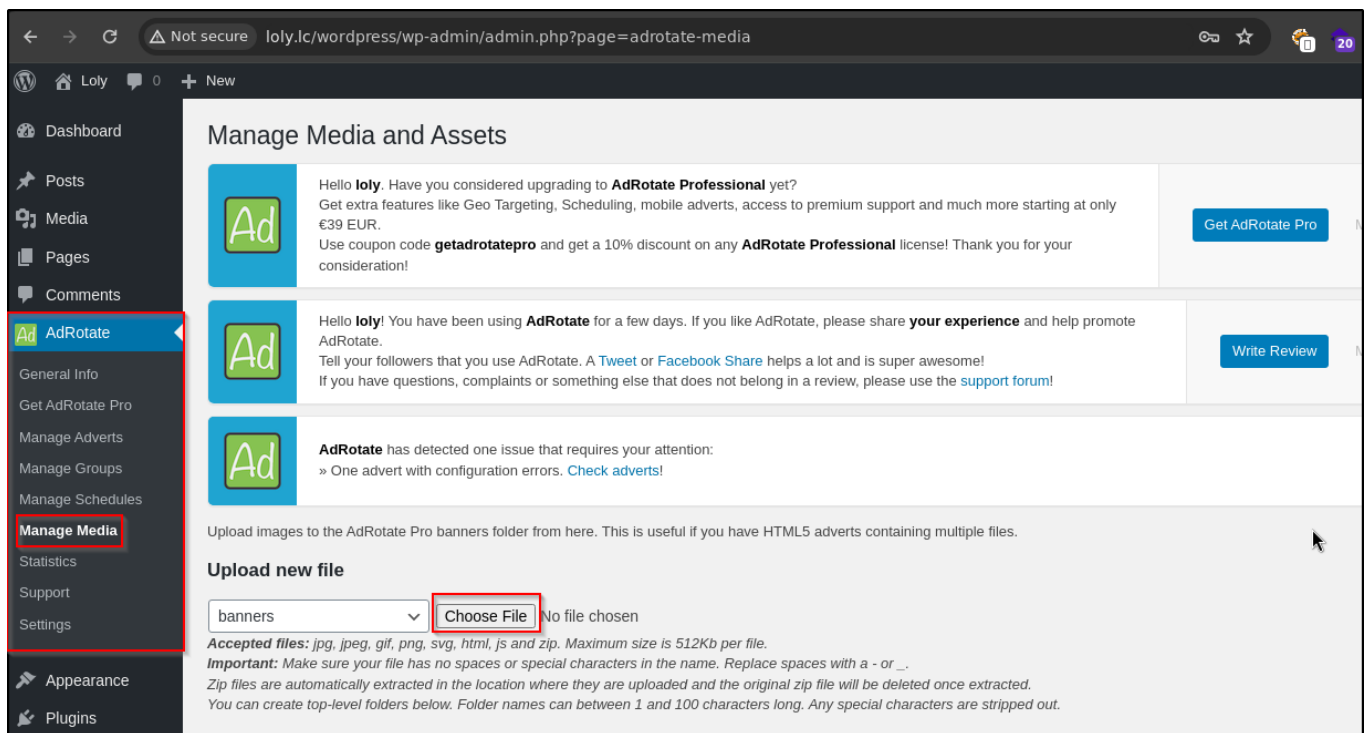 Not secure loly.lc/wordpress/wp-admin/admin.php?page=adrotate-media
20
Loly 0 New
Dashboard
Posts
Media
Pages
Comments
AdRotate
General Info
Get AdRotate Pro
Manage Adverts
Manage Groups
Manage Schedules
Manage Media
Statistics
Support
Settings
Appearance
Plugins
Manage Media and Assets
Ad
Hello loly. Have you considered upgrading to AdRotate Professional yet?
Get extra features like Geo Targeting, Scheduling, mobile adverts, access to premium support and much more starting at only
€39 EUR.
Use coupon code getadrotatepro and get a 10% discount on any AdRotate Professional license! Thank you for your
consideration!
Get AdRotate Pro
Ad
Hello loly! You have been using AdRotate for a few days. If you like AdRotate, please share your experience and help promote
AdRotate.
Tell your followers that you use AdRotate. A Tweet or Facebook Share helps a lot and is super awesome!
If you have questions, complaints or something else that does not belong in a review, please use the support forum!
Write Review
Ad
AdRotate has detected one issue that requires your attention:
» One advert with configuration errors. Check adverts!
Upload images to the AdRotate Pro banners folder from here. This is useful if you have HTML5 adverts containing multiple files.
Upload new file
banners Choose File No file chosen
Accepted files: jpg, jpeg, gif, png, svg, html, js and zip. Maximum size is 512Kb per file.
Important: Make sure your file has no spaces or special characters in the name. Replace spaces with a - or _.
Zip files are automatically extracted in the location where they are uploaded and the original zip file will be deleted once extracted.
You can create top-level folders below. Folder names can between 1 and 100 characters long. Any special characters are stripped out.